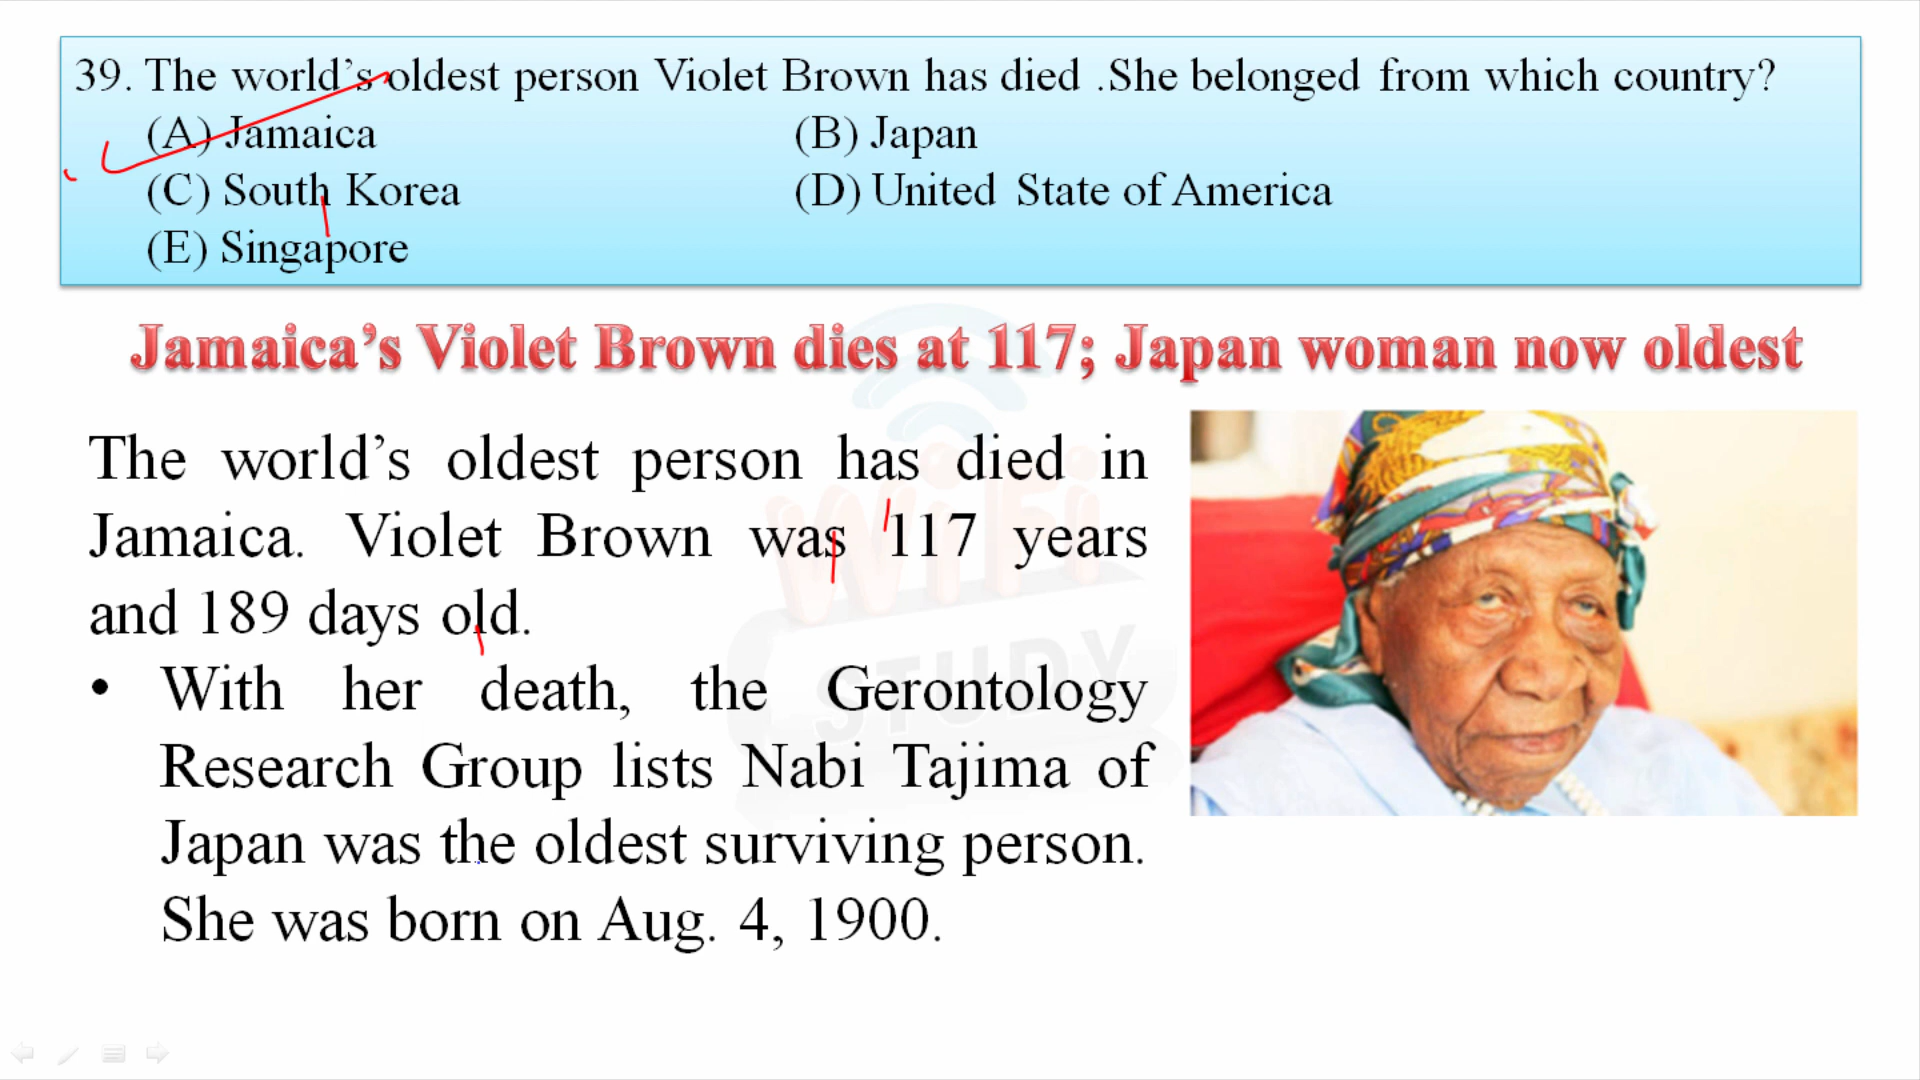 39. The world’s oldest person Violet Brown has died .She belonged from which country?
(A) Jamaica (B) Japan
(C) South Korea (D) United State of America
(E) Singapore
Jamaica’s Violet Brown dies at 117; Japan woman now oldest
The world’s oldest person has died in
Jamaica. Violet Brown was 117 years
and 189 days old.
• With her death, the Gerontology
Research Group lists Nabi Tajima of
Japan was the oldest surviving person.
She was born on Aug. 4, 1900.
WiFi
STUDY